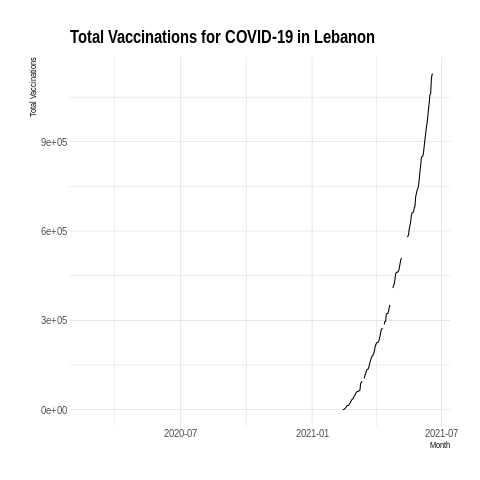 Total Vaccinations for COVID-19 in Lebanon
Total Vaccinations
9e+05
6e+05
3e+05
0e+00
2020-07
2021-01
2021-07
Month